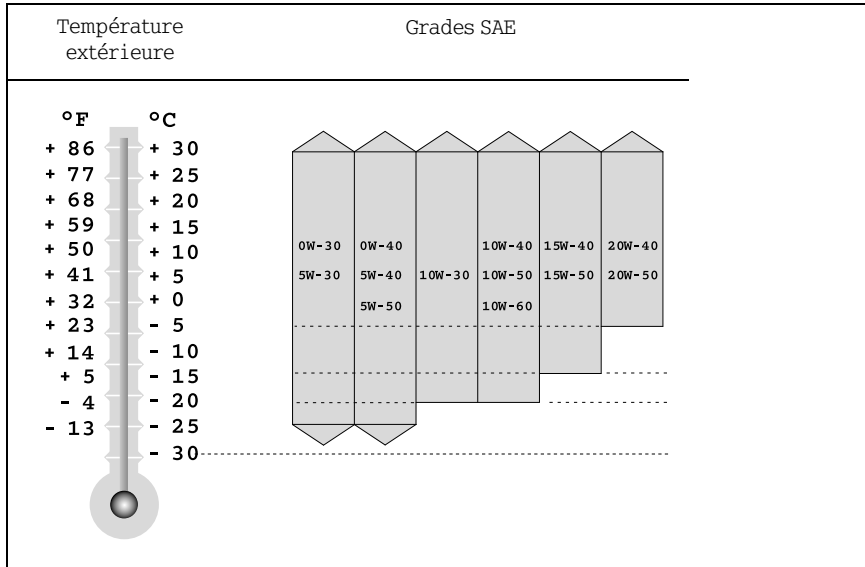 Température
extérieure
Grades SAE
°F
°C
+ 86
+ 30
+ 77
+ 25
+ 68
+ 20
+ 59
+ 15
+ 50
+ 10
+ 41
+ 5
+ 32
+ 0
+ 23
- 5
+ 14
- 10
+ 5
- 15
- 4
- 20
- 13
- 25
- 30
0W-30
5W-30
0W-40
5W-40
5W-50
10W-30
10W-40
10W-50
10W-60
15W-40
15W-50
20W-40
20W-50